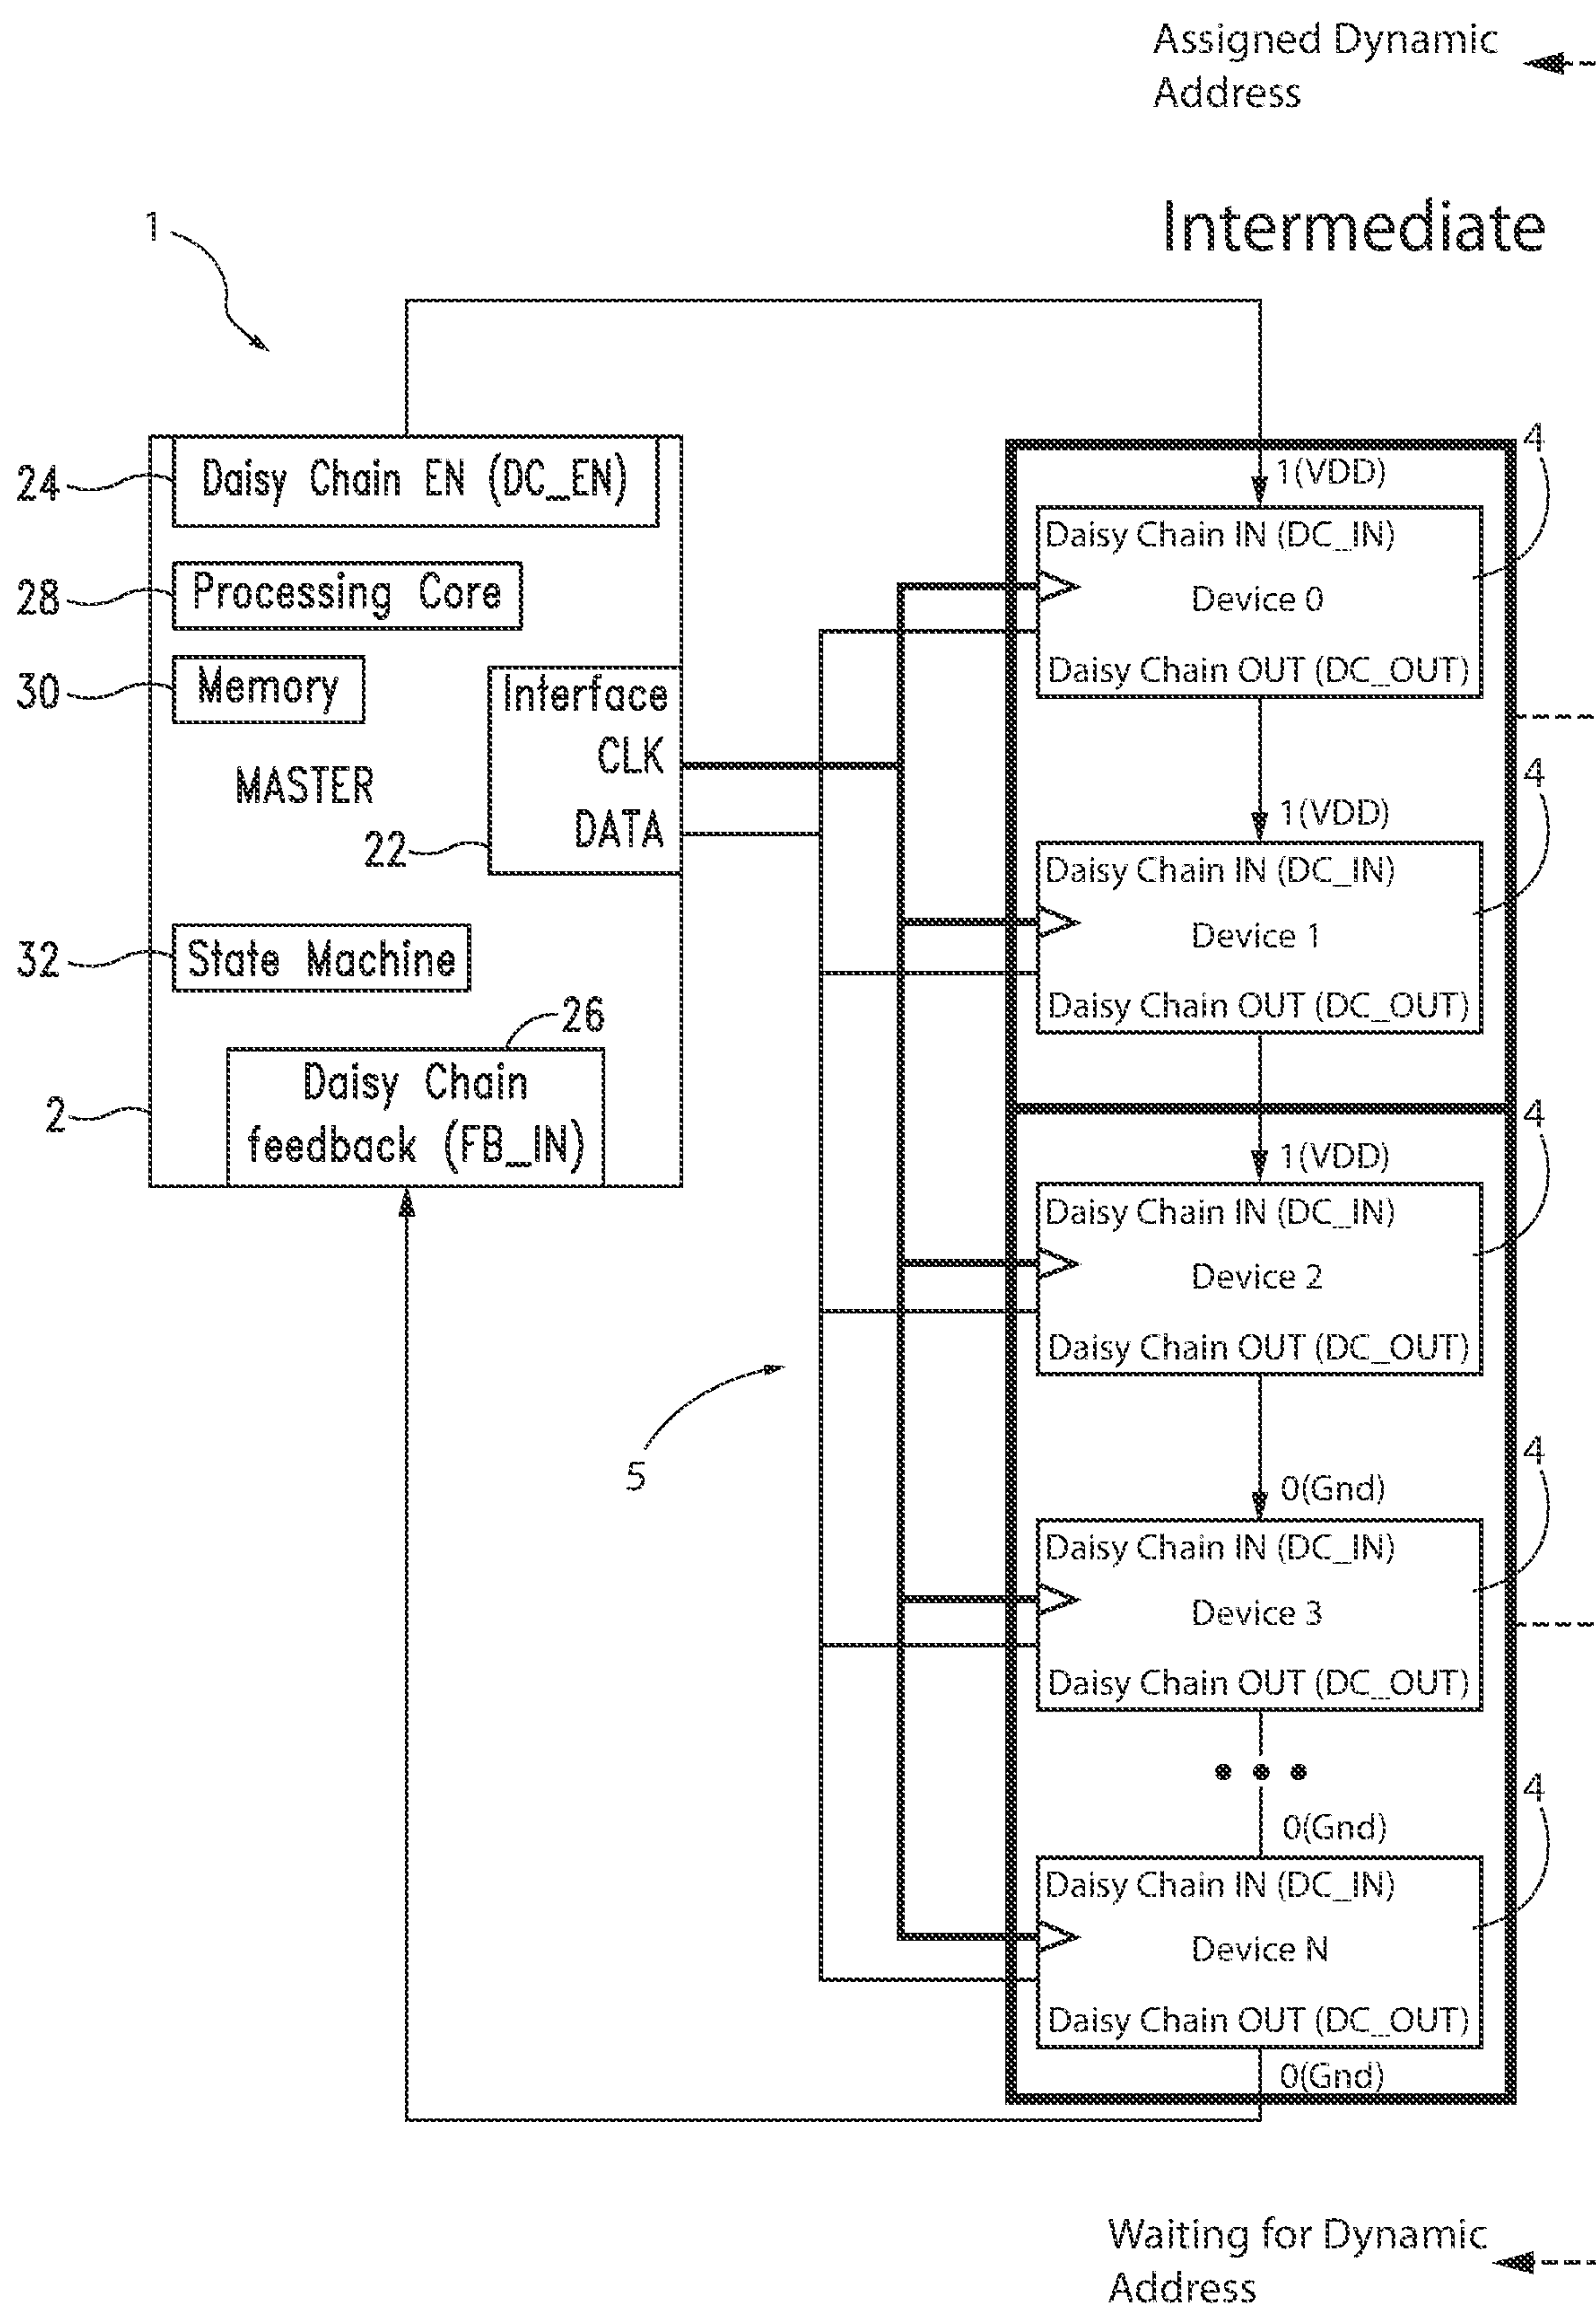 Assigned Dynamic
Address
Intermediate
1
24
Daisy Chain EN (DC_EN)
28
Processing Core
30
Memory
Interface
CLK
DATA
MASTER
22
32
State Machine
26
2
Daisy Chain
feedback (FB_IN)
5
1(VDD)
4
Daisy Chain IN (DC_IN)
Device 0
Daisy Chain OUT (DC_OUT)
1(VDD)
4
Daisy Chain IN (DC_IN)
Device 1
Daisy Chain OUT (DC_OUT)
1(VDD)
4
Daisy Chain IN (DC_IN)
Device 2
Daisy Chain OUT (DC_OUT)
0(Gnd)
4
Daisy Chain IN (DC_IN)
Device 3
Daisy Chain OUT (DC_OUT)
0(Gnd)
4
Daisy Chain IN (DC_IN)
Device N
Daisy Chain OUT (DC_OUT)
0(Gnd)
Waiting for Dynamic
Address